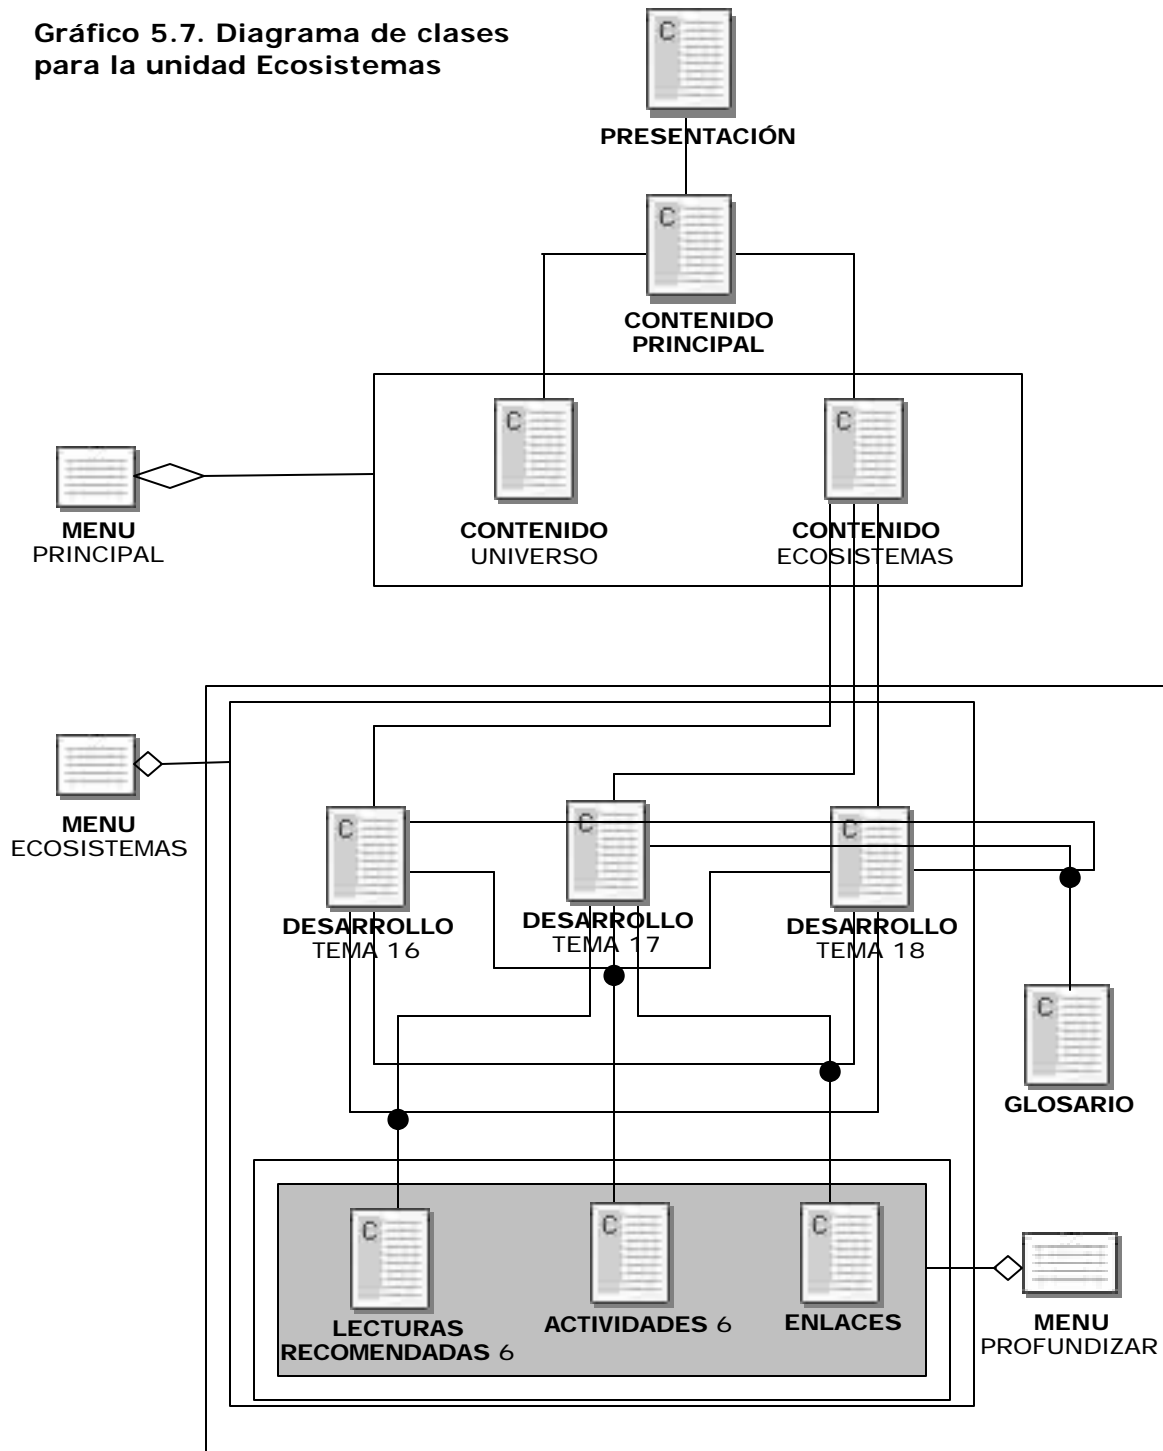 Gráfico 5.7. Diagrama de clases
para la unidad Ecosistemas
C
PRESENTACIÓN
C
CONTENIDO
PRINCIPAL
C
C
MENU
PRINCIPAL
CONTENIDO
UNIVERSO
CONTENIDO
ECOSISTEMAS
MENU
ECOSISTEMAS
C
C
C
DESARROLLO
TEMA 16
DESARROLLO
TEMA 17
DESARROLLO
TEMA 18
C
GLOSARIO
C
C
C
LECTURAS
RECOMENDADAS 6
ACTIVIDADES 6
ENLACES
MENU
PROFUNDIZAR